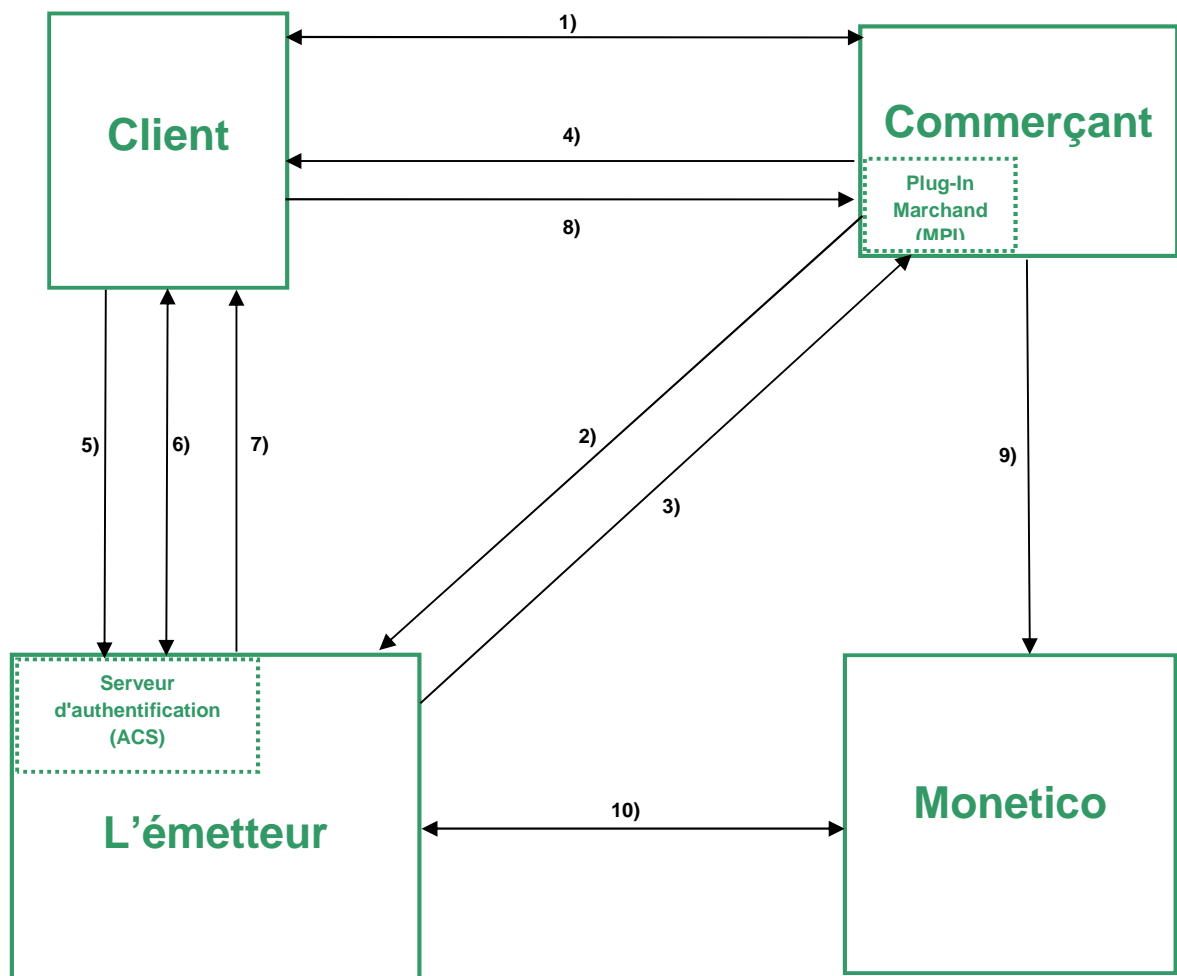 1)
Client
Commerçant
4)
Plug-In
Marchand
(MPI)
8)
2)
5)
6)
7)
9)
3)
Serveur
d'authentification
(ACS)
Monetico
10)
L’émetteur